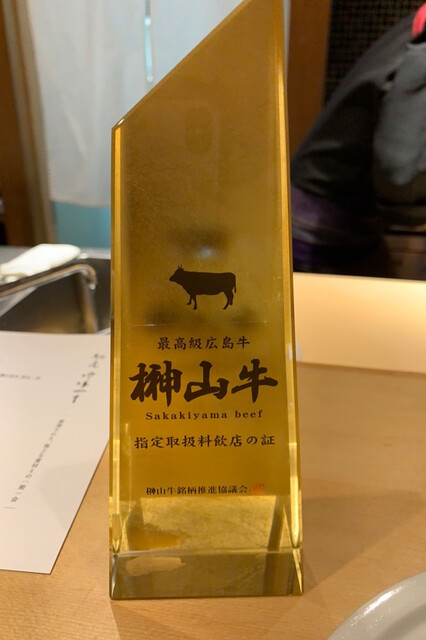 最高級広島牛
榊山牛
Sakakiyama beef
指定取扱料飲店の証
榊山牛銘柄推進協議会